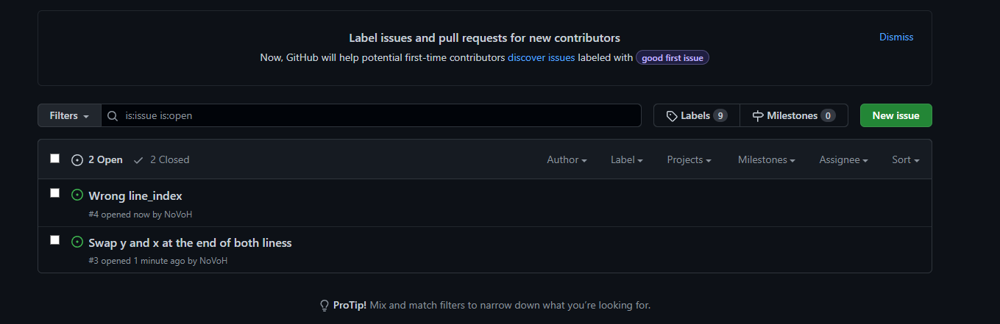 Label issues and pull requests for new contributors
Dismiss
Now, GitHub will help potential first-time contributors discover issues labeled with good first issue
Filters
is:issue is:open
Labels 9
Milestones 0
New issue
2 Open 2 Closed
Author Label Projects Milestones Assignee Sort
Wrong line_index
#4 opened now by NoVoH
Swap y and x at the end of both liness
#3 opened 1 minute ago by NoVoH
ProTip! Mix and match filters to narrow down what you’re looking for.